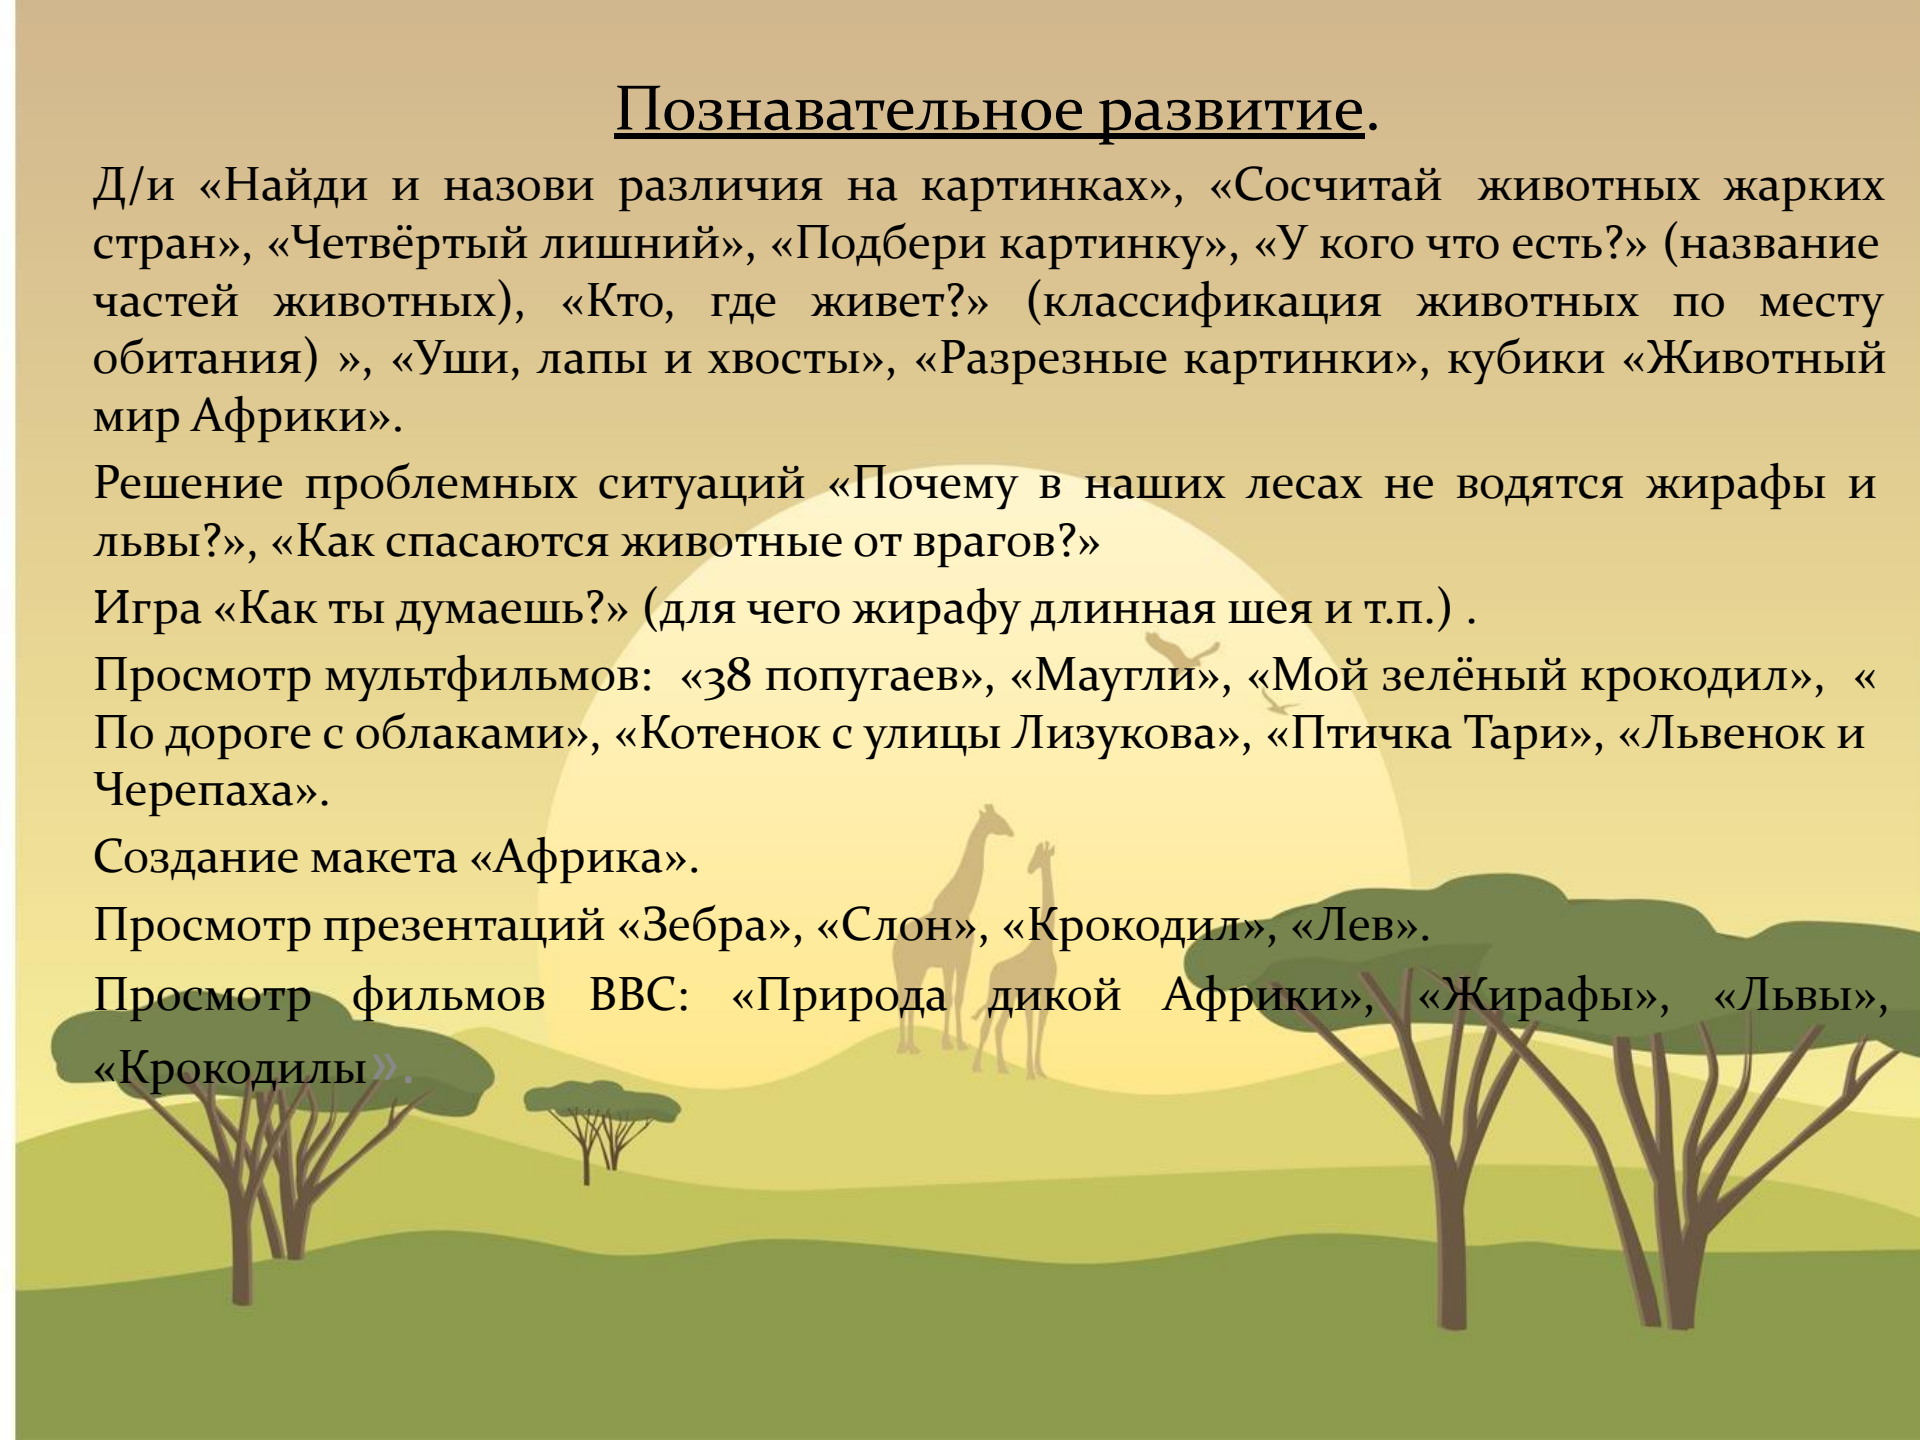 Познавательное развитие.
Д/и «Найди и назови различия на картинках», «Сосчитай животных жарких
стран», «Четвёртый лишний», «Подбери картинку», «У кого что есть?» (название
частей животных), «Кто, где живет?» (классификация животных по месту
обитания) », «Уши, лапы и хвосты», «Разрезные картинки», кубики «Животный
мир Африки».
Решение проблемных ситуаций «Почему в наших лесах не водятся жирафы и
львы?», «Как спасаются животные от врагов?»
Игра «Как ты думаешь?» (для чего жирафу длинная шея и т.п.) .
Просмотр мультфильмов: «38 попугаев», «Маугли», «Мой зелёный крокодил», «
По дороге с облаками», «Котенок с улицы Лизукова», «Птичка Тари», «Львенок и
Черепаха».
Создание макета «Африка».
Просмотр презентаций «Зебра», «Слон», «Крокодил», «Лев».
Просмотр фильмов ВВС: «Природа дикой Африки», «Жирафы», «Львы»,
«Крокодилы».